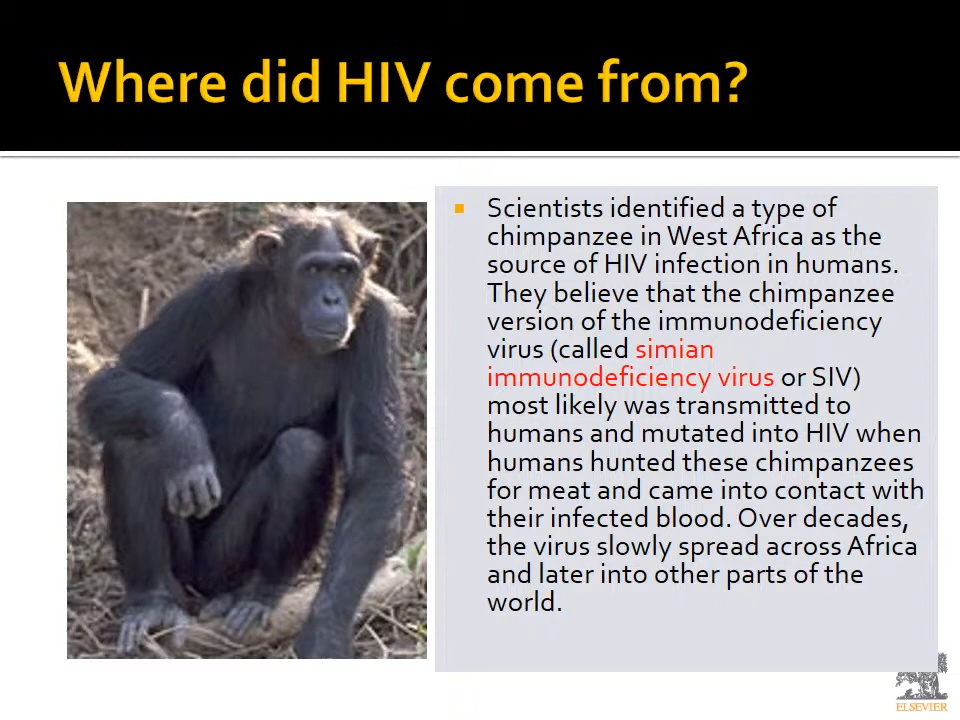 Where did HIV come from?
Scientists identified a type of
chimpanzee in West Africa as the
source of HIV infection in humans.
They believe that the chimpanzee
version of the immunodeficiency
virus (called simian
immunodeficiency virus or SIV)
most likely was transmitted to
humans and mutated into HIV when
humans hunted these chimpanzees
for meat and came into contact with
their infected blood. Over decades,
the virus slowly spread across Africa
and later into other parts of the
world.
ELSEVIER